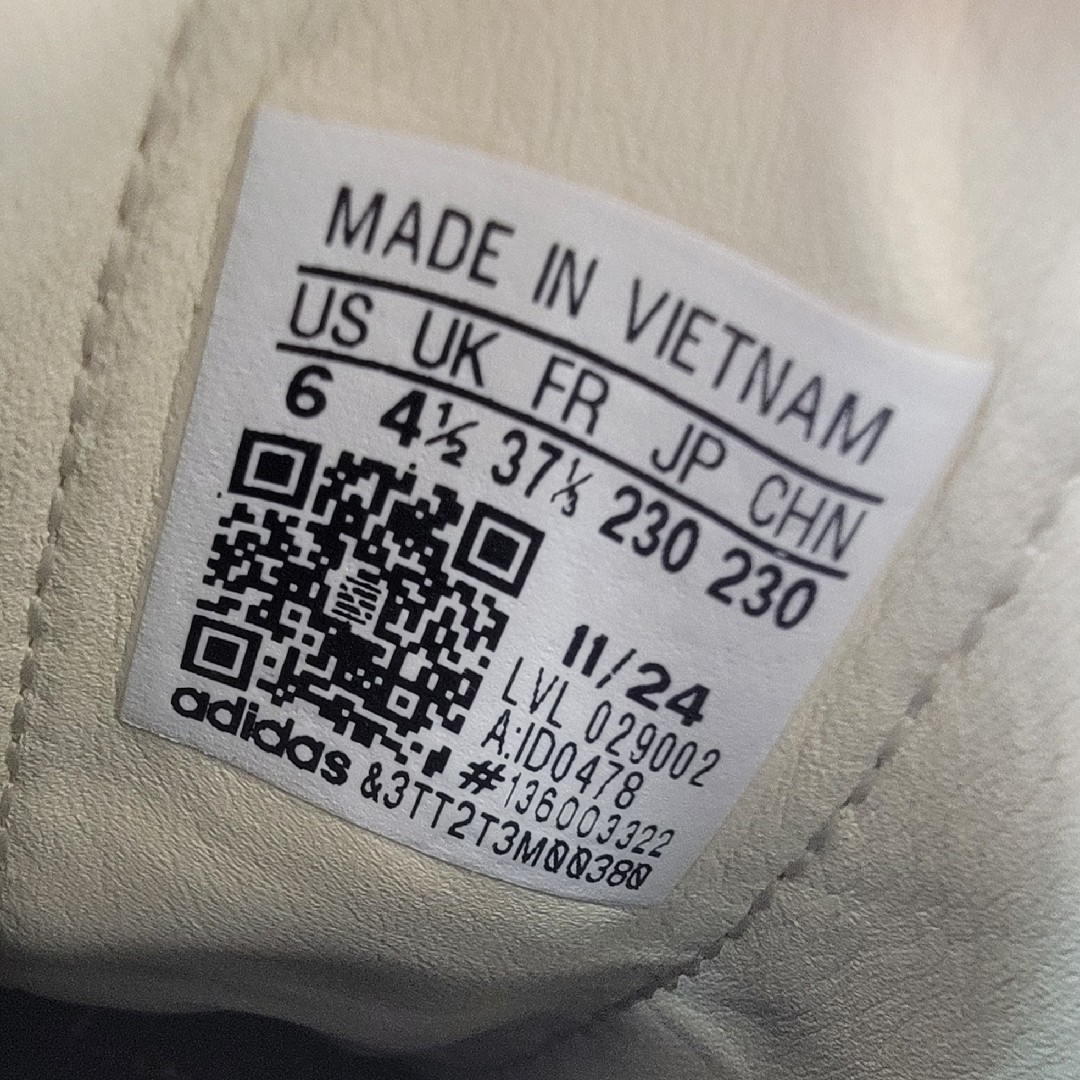 MADE IN VIETNAM
US UK FR JP CHN
6 4½ 37⅓ 230 230
11/24
LVL 029002
A:ID0478
#136003322
adidas &3TT2T3M00380